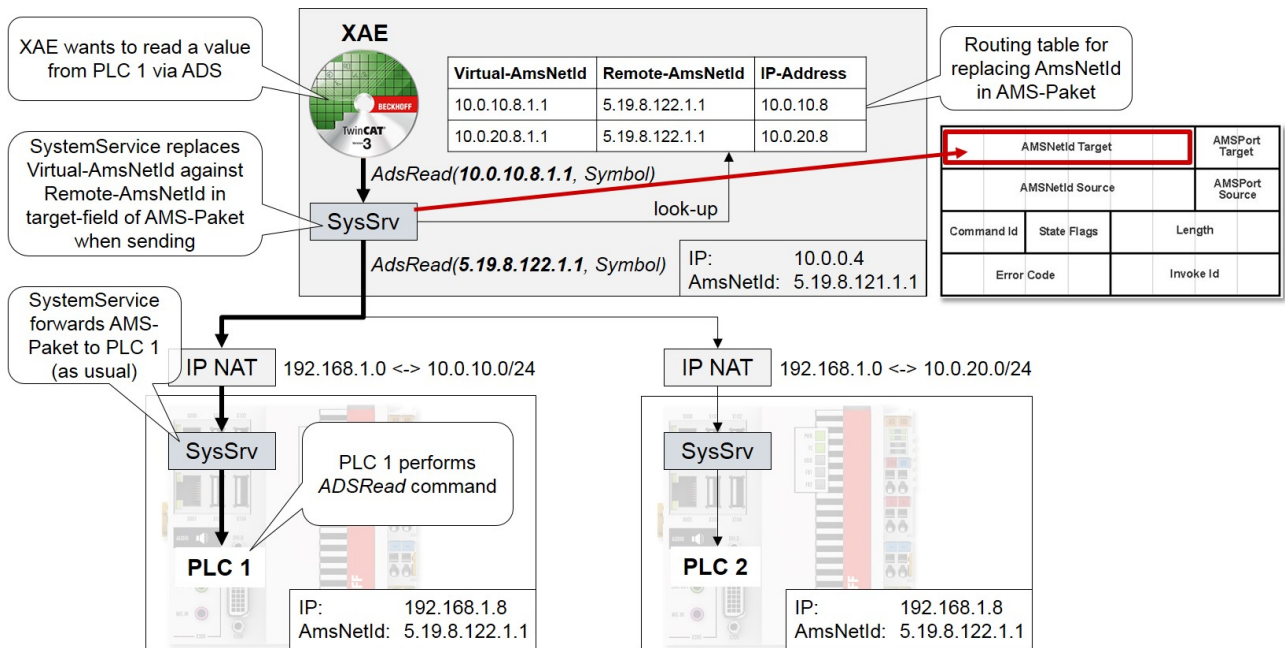 XAE wants to read a value
from PLC 1 via ADS
XAE
BECKHOFF
TwinCAT
3
Virtual-AmsNetId Remote-AmsNetId IP-Address
10.0.10.8.1.1 5.19.8.122.1.1 10.0.10.8
10.0.20.8.1.1 5.19.8.122.1.1 10.0.20.8
Routing table for
replacing AmsNetId
in AMS-Paket
SystemService replaces
Virtual-AmsNetId against
Remote-AmsNetId in
target-field of AMS-Paket
when sending
AdsRead(10.0.10.8.1.1, Symbol)
SysSrv
look-up
AdsRead(5.19.8.122.1.1, Symbol)
IP: 10.0.0.4
AmsNetId: 5.19.8.121.1.1
AMSNetId Target AMSPort Target
AMSNetId Source AMSPort Source
Command Id State Flags Length
Error Code Invoke Id
SystemService
forwards AMS-
Paket to PLC 1
(as usual)
IP NAT 192.168.1.0 <-> 10.0.10.0/24
IP NAT 192.168.1.0 <-> 10.0.20.0/24
SysSrv
PLC 1 performs
ADSRead command
PLC 1
IP: 192.168.1.8
AmsNetId: 5.19.8.122.1.1
SysSrv
PLC 2
IP: 192.168.1.8
AmsNetId: 5.19.8.122.1.1